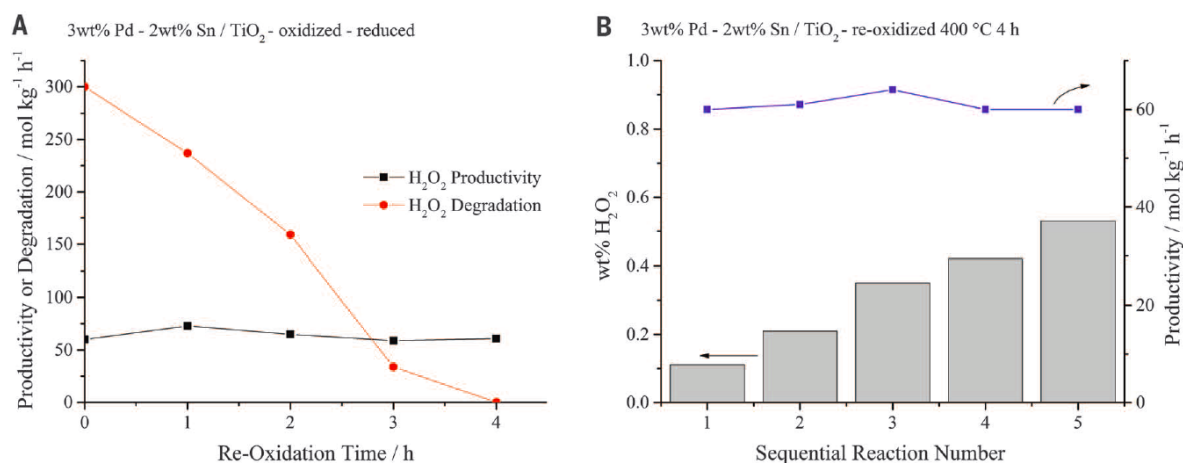 A
3wt% Pd - 2wt% Sn / TiO₂ - oxidized - reduced
Productivity or Degradation / mol kg⁻¹ h⁻¹
300
250
200
150
100
50
0
H₂O₂ Productivity
H₂O₂ Degradation
0 1 2 3 4
Re-Oxidation Time / h
B
3wt% Pd - 2wt% Sn / TiO₂ - re-oxidized 400 °C 4 h
wt% H₂O₂
1.0
0.8
0.6
0.4
0.2
0.0
60
40
20
0
Productivity / mol kg⁻¹ h⁻¹
1 2 3 4 5
Sequential Reaction Number